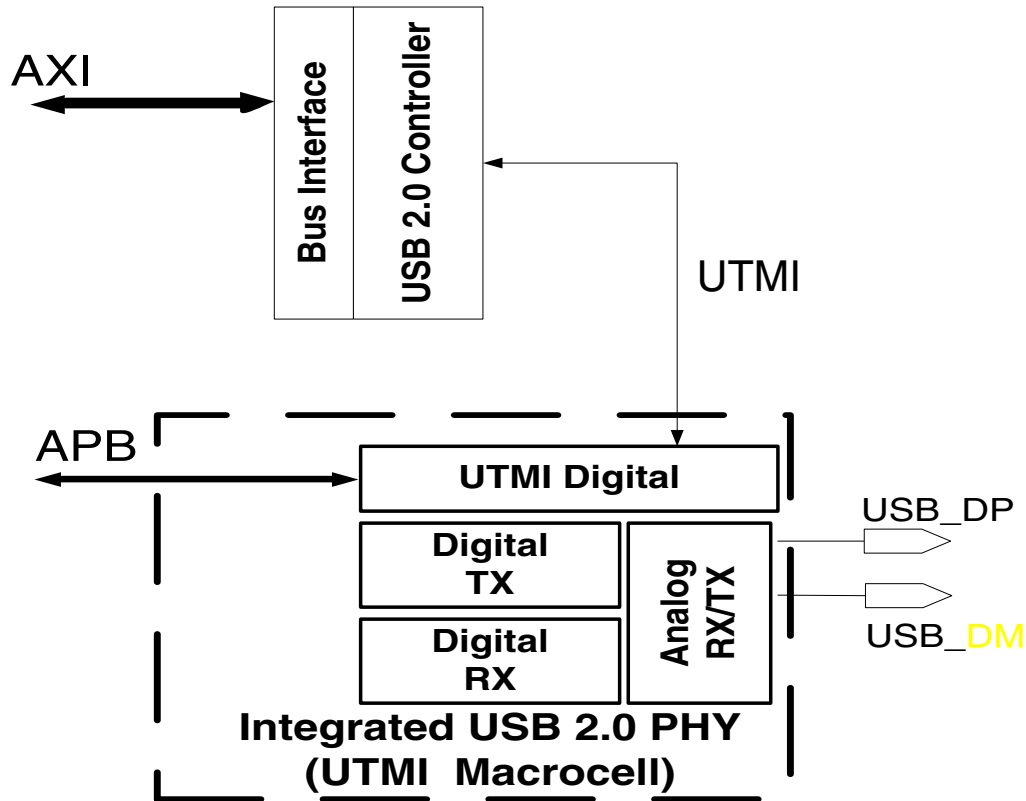 AXI
Bus Interface
USB 2.0 Controller
UTMI
APB
UTMI Digital
Digital
TX
Digital
RX
Analog
RX/TX
USB_DP
USB_DM
Integrated USB 2.0 PHY
(UTMI Macrocell)